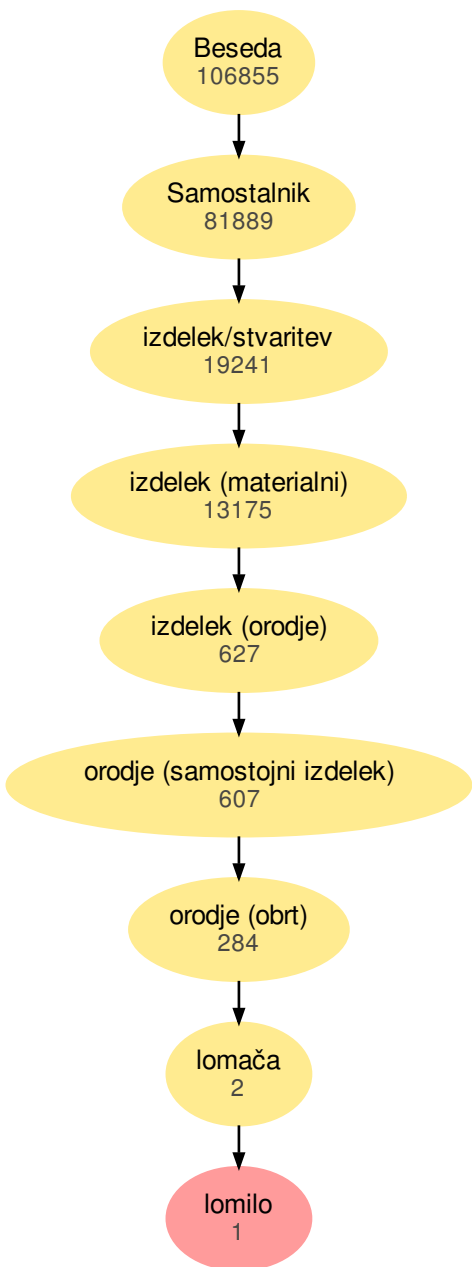 Beseda
106855
Samostalnik
81889
izdelek/stvaritev
19241
izdelek (materialni)
13175
izdelek (orodje)
627
orodje (samostojni izdelek)
607
orodje (obrt)
284
lomača
2
lomilo
1